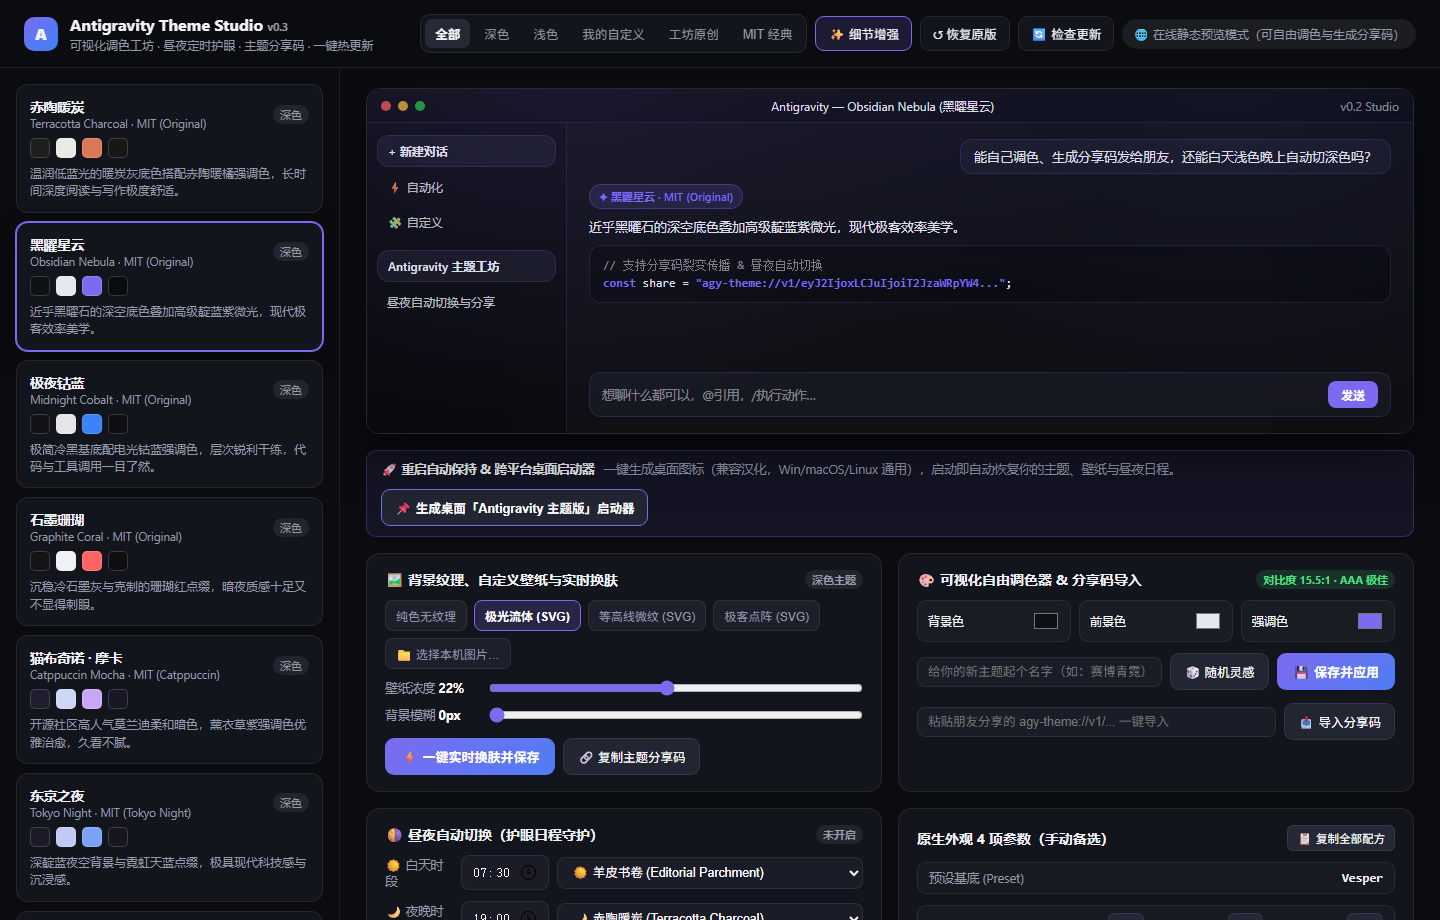 A
Antigravity Theme Studio v0.3
可视化调色工坊 · 昼夜定时护眼 · 主题分享码 · 一键热更新
全部
深色
浅色
我的自定义
工坊原创
MIT 经典
✨ 细节增强
↺ 恢复原版
🔄 检查更新
🌐 在线静态预览模式（可自由调色与生成分享码）
赤陶暖炭
深色
Terracotta Charcoal · MIT (Original)
温润低蓝光的暖炭灰底色搭配赤陶暖橘强调色，长时
间深度阅读与写作极度舒适。
黑曜星云
深色
Obsidian Nebula · MIT (Original)
近乎黑曜石的深空底色叠加高级靛蓝紫微光，现代极
客效率美学。
极夜钴蓝
深色
Midnight Cobalt · MIT (Original)
极简冷黑基底配电光钴蓝强调色，层次锐利干练，代
码与工具调用一目了然。
石墨珊瑚
深色
Graphite Coral · MIT (Original)
沉稳冷石墨灰与克制的珊瑚红点缀，暗夜质感十足又
不显得刺眼。
猫布奇诺 · 摩卡
深色
Catppuccin Mocha · MIT (Catppuccin)
开源社区高人气莫兰迪柔和暗色，薰衣草紫强调色优
雅治愈，久看不腻。
东京之夜
深色
Tokyo Night · MIT (Tokyo Night)
深靛蓝夜空背景与霓虹天蓝点缀，极具现代科技感与
沉浸感。
Antigravity — Obsidian Nebula (黑曜星云)
v0.2 Studio
+ 新建对话
⚡ 自动化
🧩 自定义
Antigravity 主题工坊
昼夜自动切换与分享
能自己调色、生成分享码发给朋友，还能白天浅色晚上自动切深色吗？
✦ 黑曜星云 · MIT (Original)
近乎黑曜石的深空底色叠加高级靛蓝紫微光，现代极客效率美学。
// 支持分享码裂变传播 & 昼夜自动切换
const share = "agy-theme://v1/eyJ2IjoxLCJuIjoiT2JzaWRpYW4...";
想聊什么都可以，@引用，/执行动作...
发送
🚀 重启自动保持 & 跨平台桌面启动器 一键生成桌面图标（兼容汉化，Win/macOS/Linux 通用），启动即自动恢复你的主题、壁纸与昼夜日程。
📌 生成桌面「Antigravity 主题版」启动器
🖼️ 背景纹理、自定义壁纸与实时换肤
深色主题
纯色无纹理
极光流体 (SVG)
等高线微纹 (SVG)
极客点阵 (SVG)
📁 选择本机图片...
壁纸浓度 22%
背景模糊 0px
⚡ 一键实时换肤并保存
🔗 复制主题分享码
🎨 可视化自由调色器 & 分享码导入
对比度 15.5:1 · AAA 极佳
背景色
前景色
强调色
给你的新主题起个名字（如：赛博青霓）
🎲 随机灵感
💾 保存并应用
粘贴朋友分享的 agy-theme://v1/... 一键导入
📥 导入分享码
🌗 昼夜自动切换（护眼日程守护）
未开启
🌞 白天时
段
07:30
🌞 羊皮书卷 (Editorial Parchment)
🌙 夜晚时
19:00
🌙 赤陶暖炭 (Terracotta Charcoal)
原生外观 4 项参数（手动备选）
📋 复制全部配方
预设基底 (Preset)
Vesper